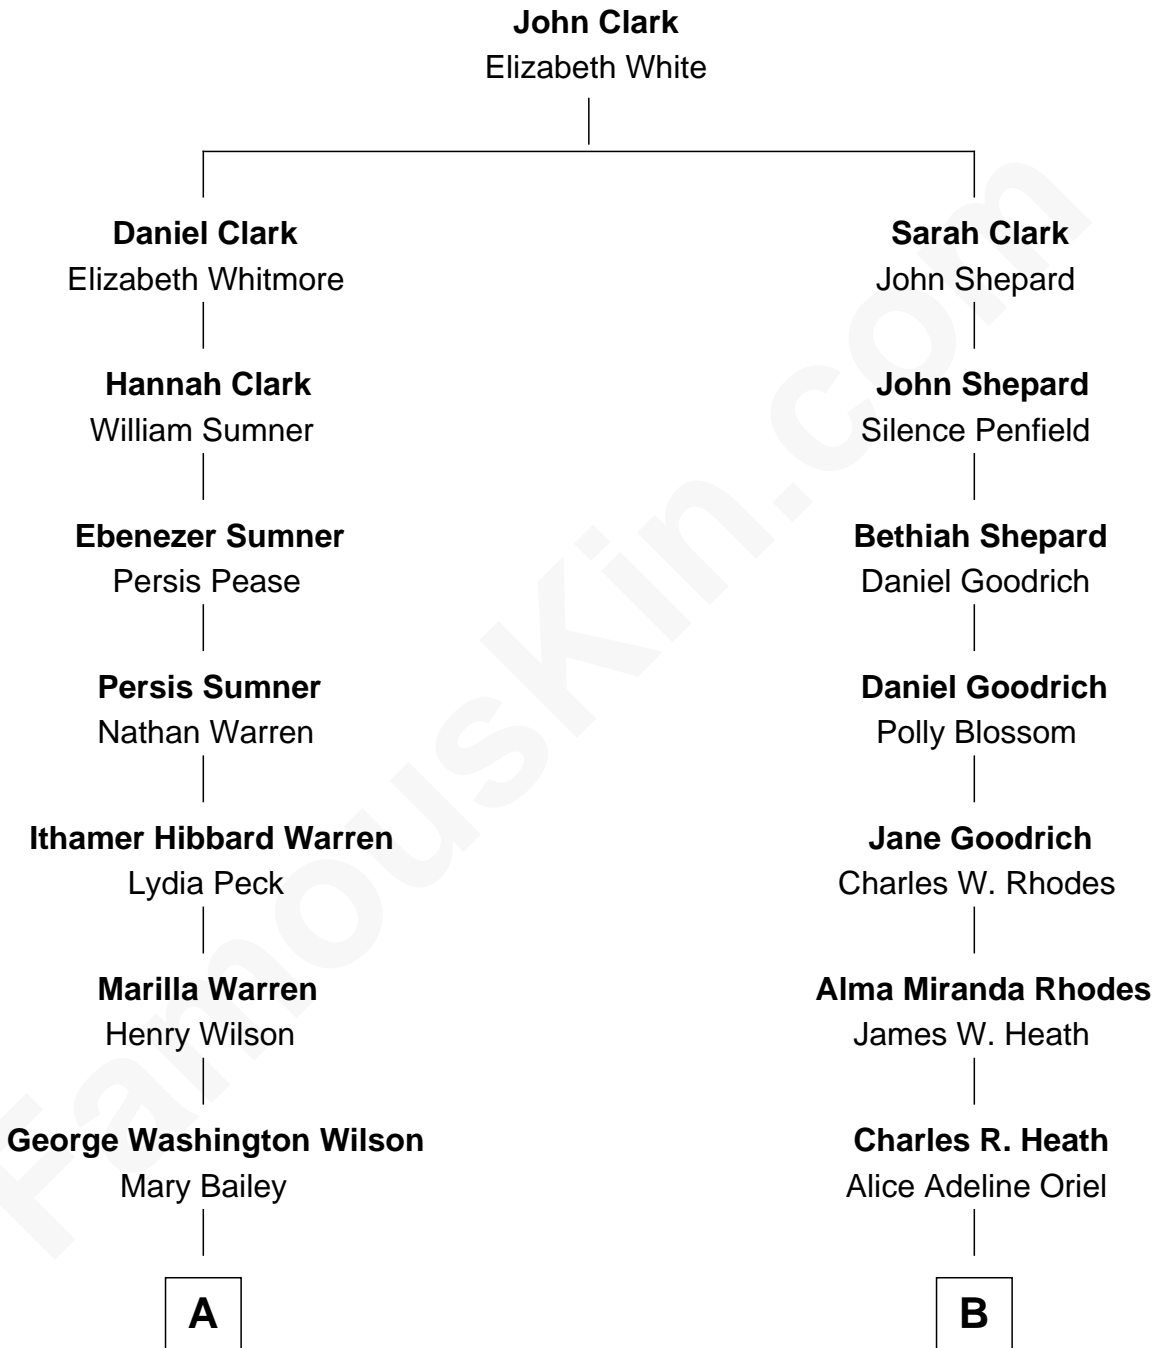 John Clark
Elizabeth White
Daniel Clark
Elizabeth Whitmore
Sarah Clark
John Shepard
Hannah Clark
William Sumner
John Shepard
Silence Penfield
Ebenezer Sumner
Persis Pease
Bethiah Shepard
Daniel Goodrich
Persis Sumner
Nathan Warren
Daniel Goodrich
Polly Blossom
Ithamer Hibbard Warren
Lydia Peck
Jane Goodrich
Charles W. Rhodes
Marilla Warren
Henry Wilson
Alma Miranda Rhodes
James W. Heath
George Washington Wilson
Mary Bailey
Charles R. Heath
Alice Adeline Oriel
A
B
FamousKin.com